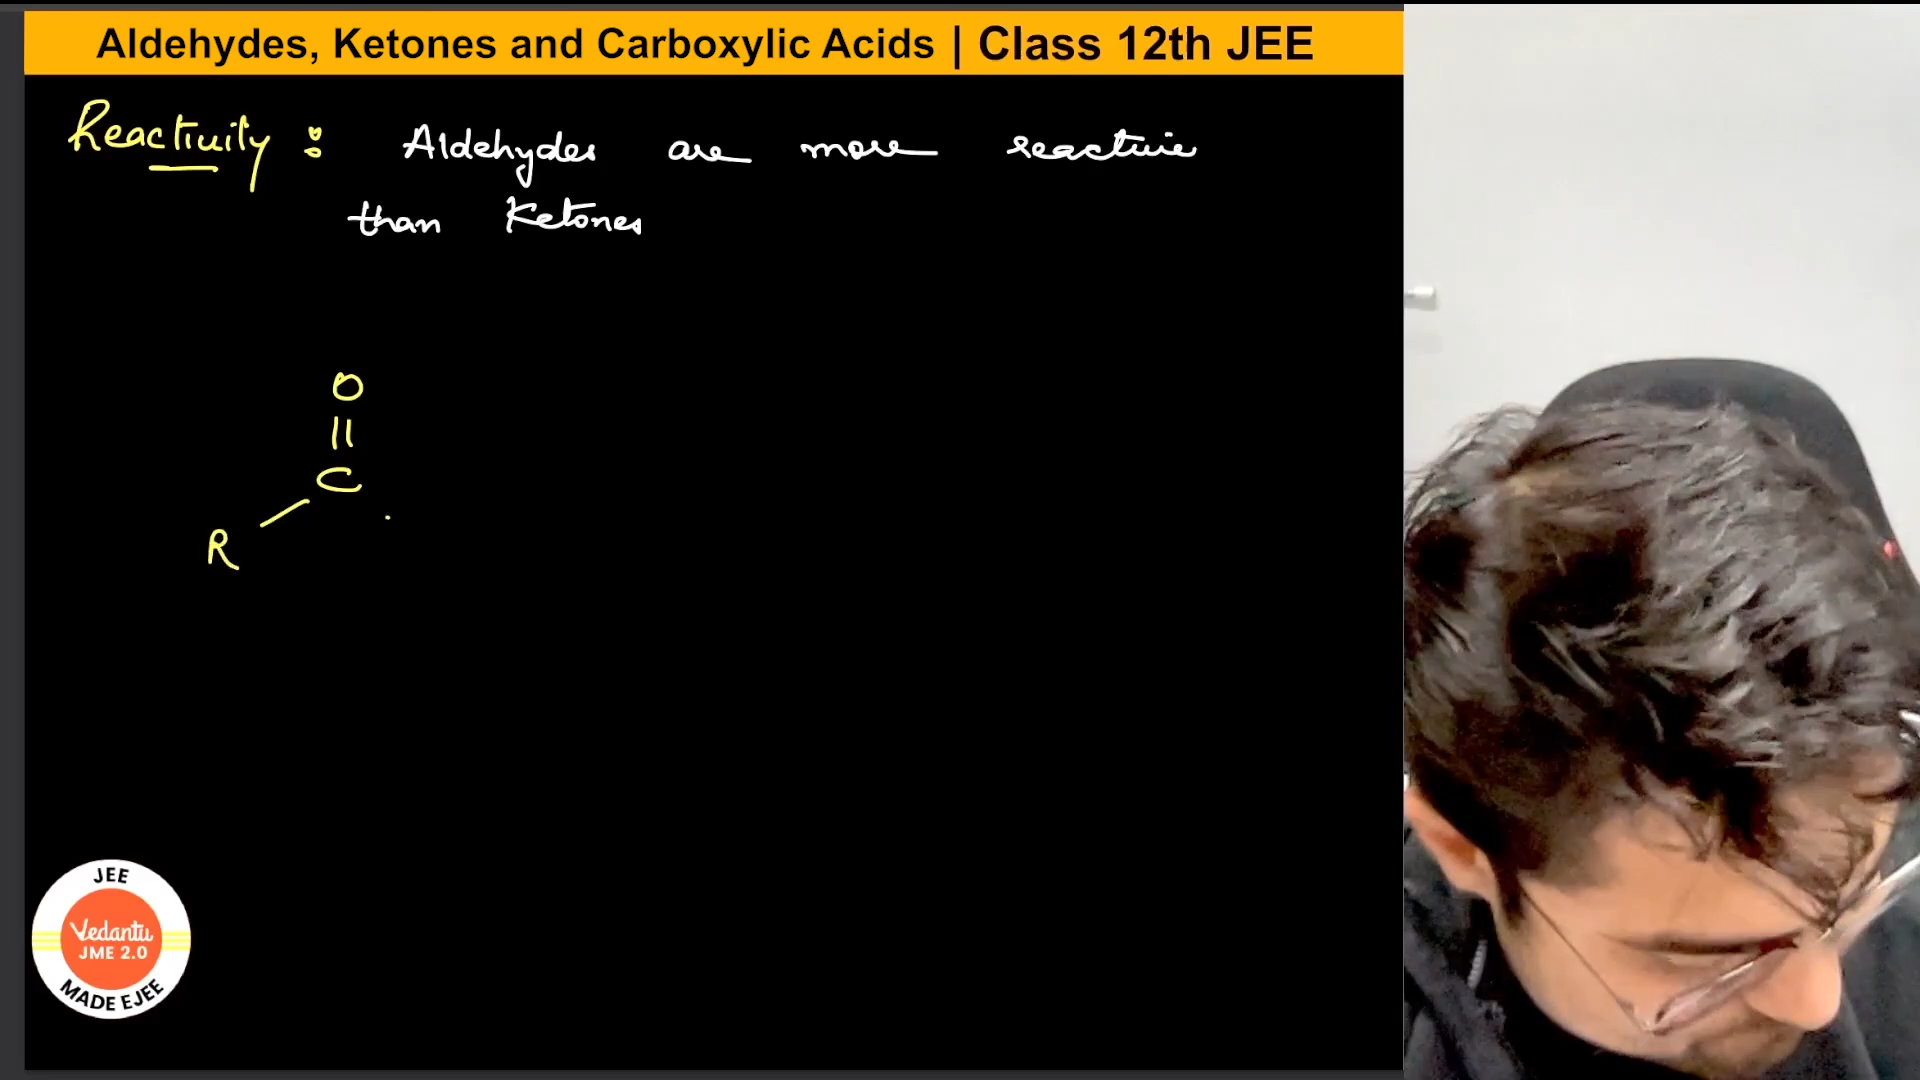 Aldehydes, Ketones and Carboxylic Acids | Class 12th JEE
Reactivity : Aldehydes are more reactive
than Ketones
O
||
C
R
JEE
Vedantu
JME 2.0
MADE EJEE